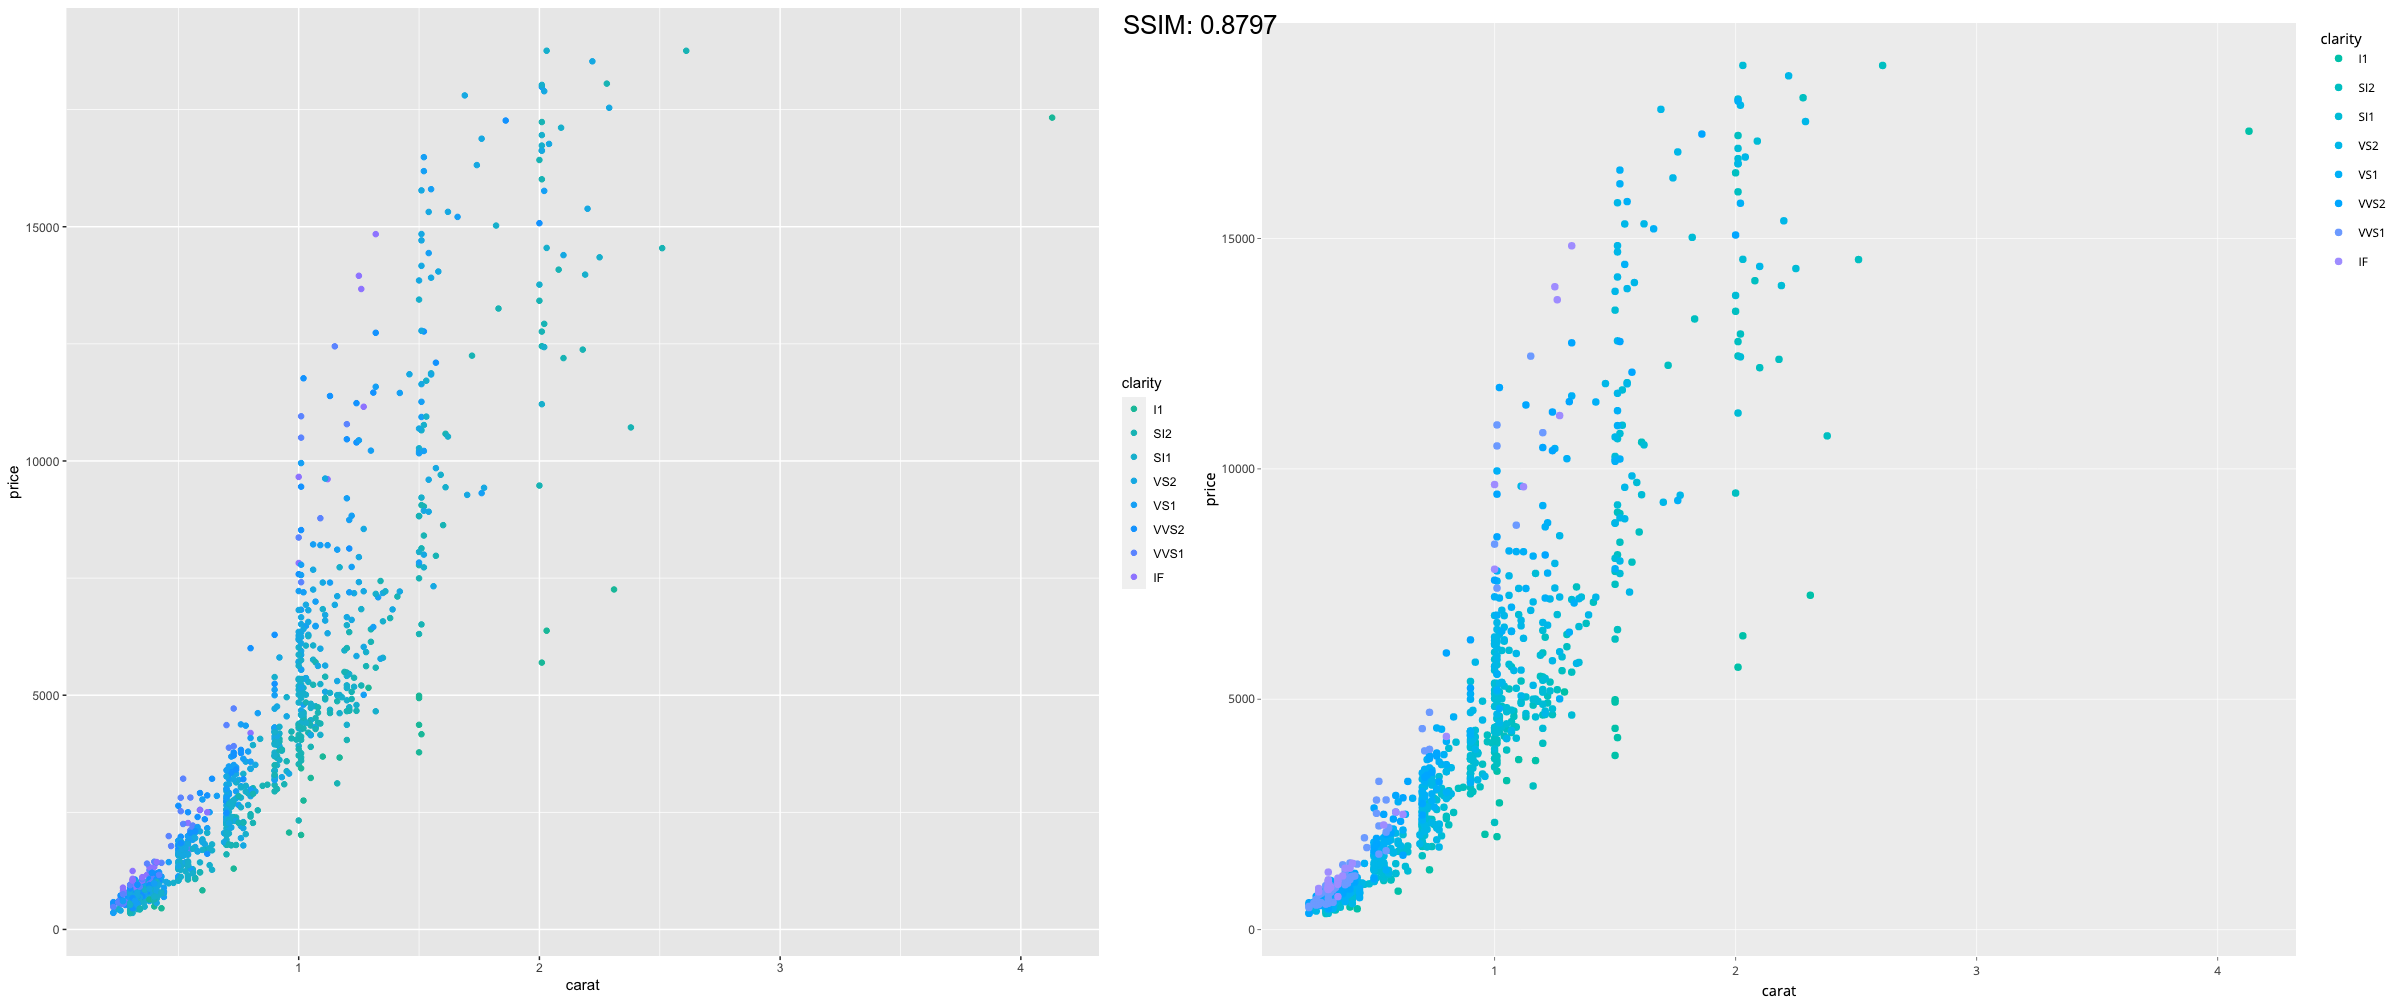 SSIM: 0.8797
price
15000
10000
5000
0
1
2
3
4
carat
clarity
I1
SI2
SI1
VS2
VS1
VVS2
VVS1
IF
price
15000
10000
5000
0
1
2
3
4
carat
clarity
I1
SI2
SI1
VS2
VS1
VVS2
VVS1
IF